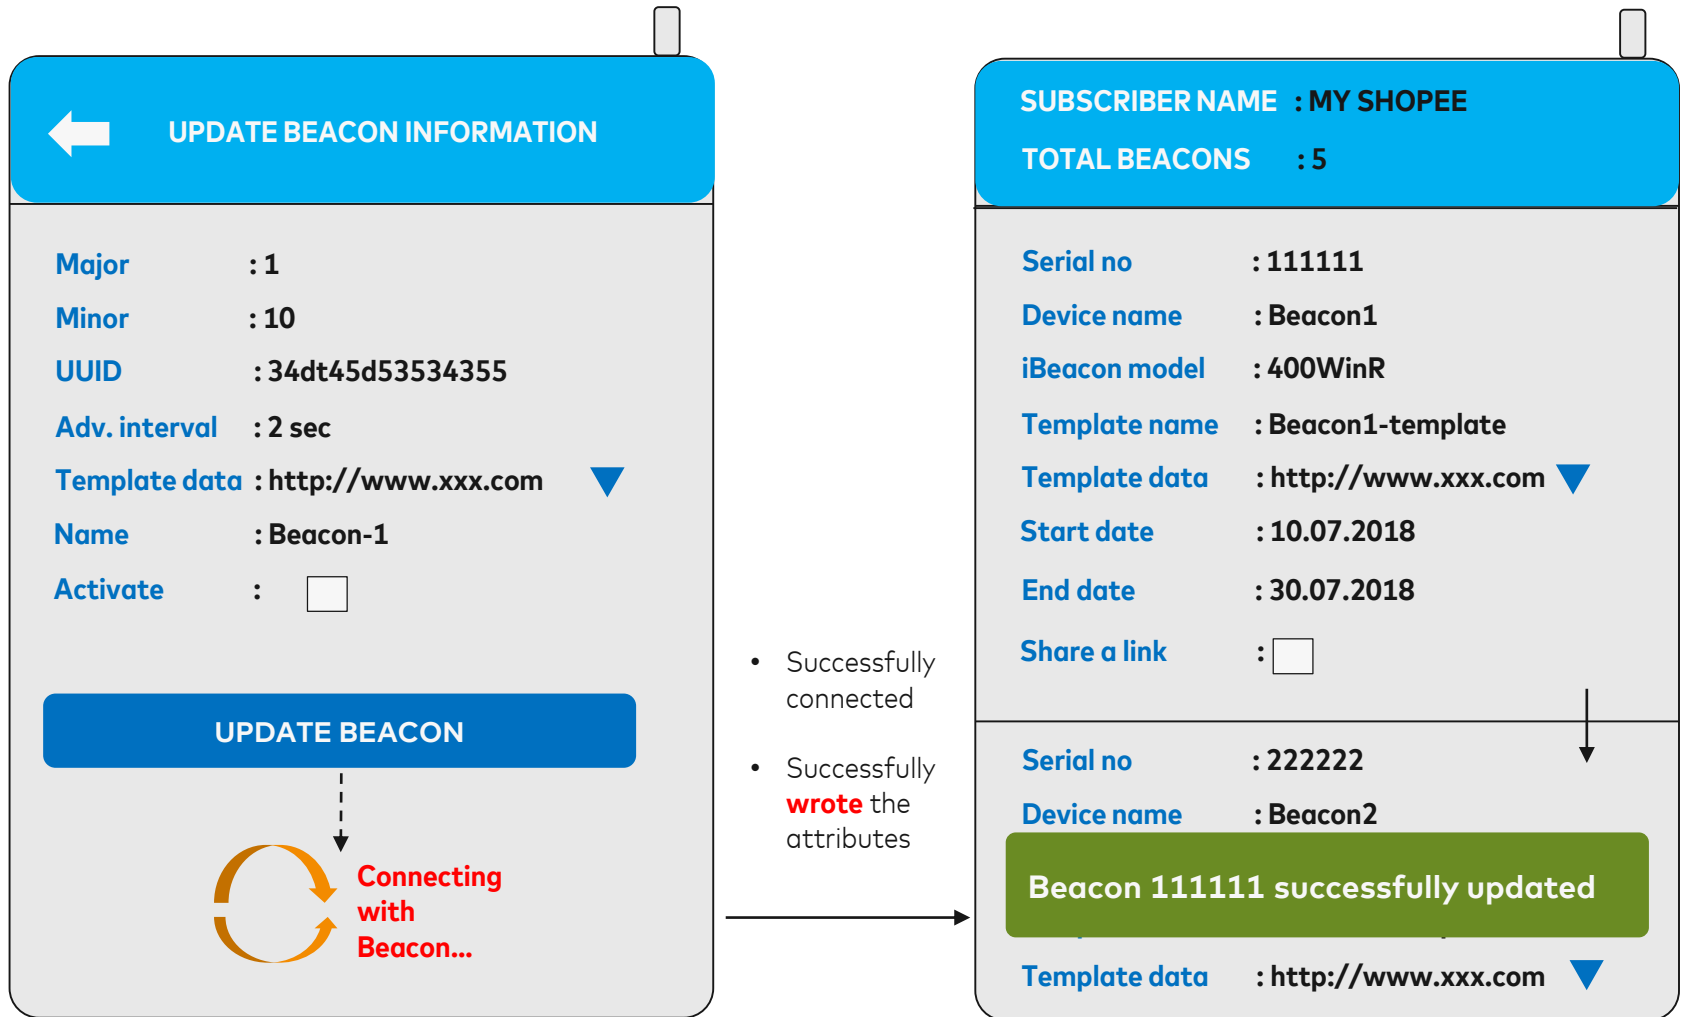 UPDATE BEACON INFORMATION
Major : 1
Minor : 10
UUID : 34dt45d53534355
Adv. interval : 2 sec
Template data : http://www.xxx.com
Name : Beacon-1
Activate :
UPDATE BEACON
Connecting
with
Beacon...
• Successfully
connected
• Successfully
wrote the
attributes
SUBSCRIBER NAME : MY SHOPEE
TOTAL BEACONS : 5
Serial no : 111111
Device name : Beacon1
iBeacon model : 400WinR
Template name : Beacon1-template
Template data : http://www.xxx.com
Start date : 10.07.2018
End date : 30.07.2018
Share a link :
Serial no : 222222
Device name : Beacon2
Beacon 111111 successfully updated
Template data : http://www.xxx.com